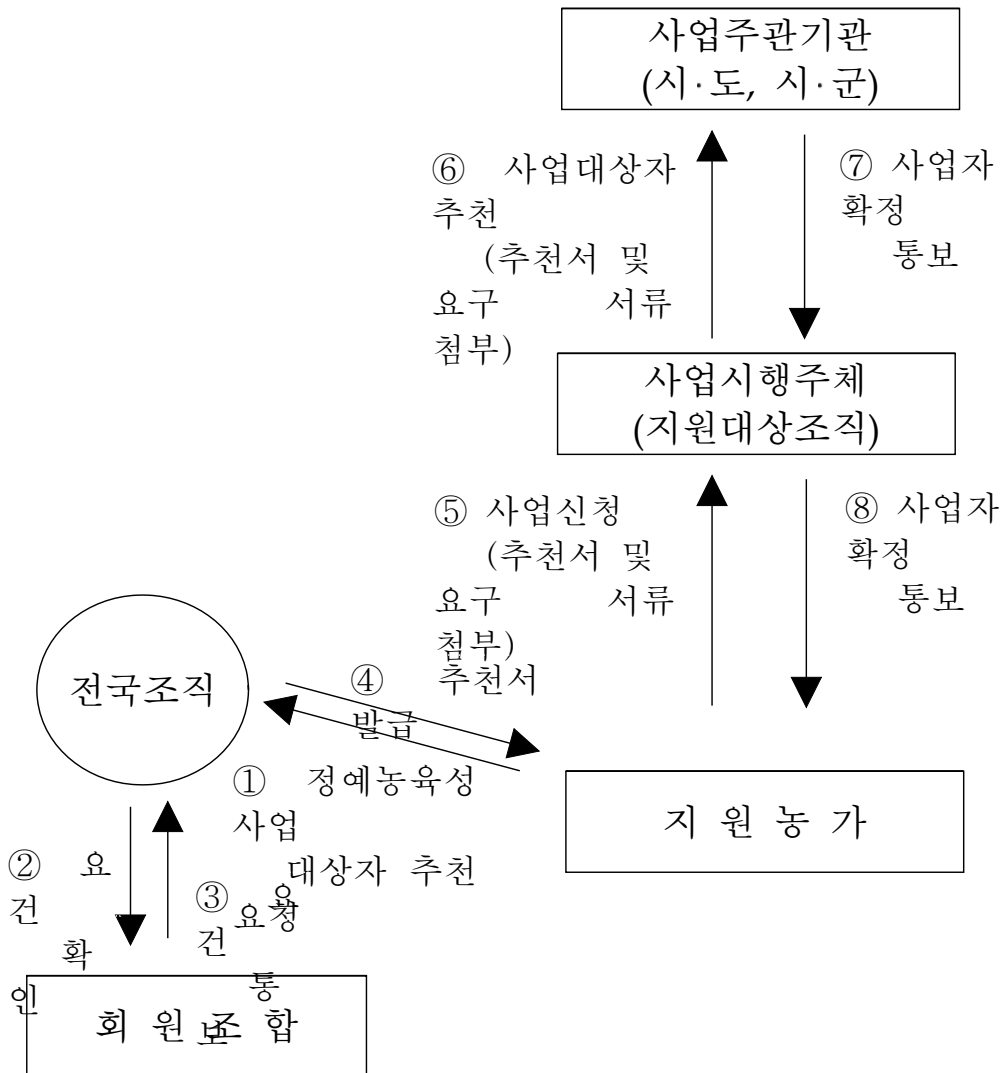 사업주관기관
(시·도, 시·군)
⑥ 사업대상자
추천
(추천서 및
요구 서류
첨부)
⑦ 사업자
확정
통보
사업시행주체
(지원대상조직)
⑤ 사업신청
(추천서 및
요구 서류
첨부)
⑧ 사업자
확정
통보
전국조직
④ 추천서
발급
① 정예농육성
사업
대상자 추천
요청
지 원 농 가
② 요
건
확
인
③ 요
건
통
보
회 원 조 합